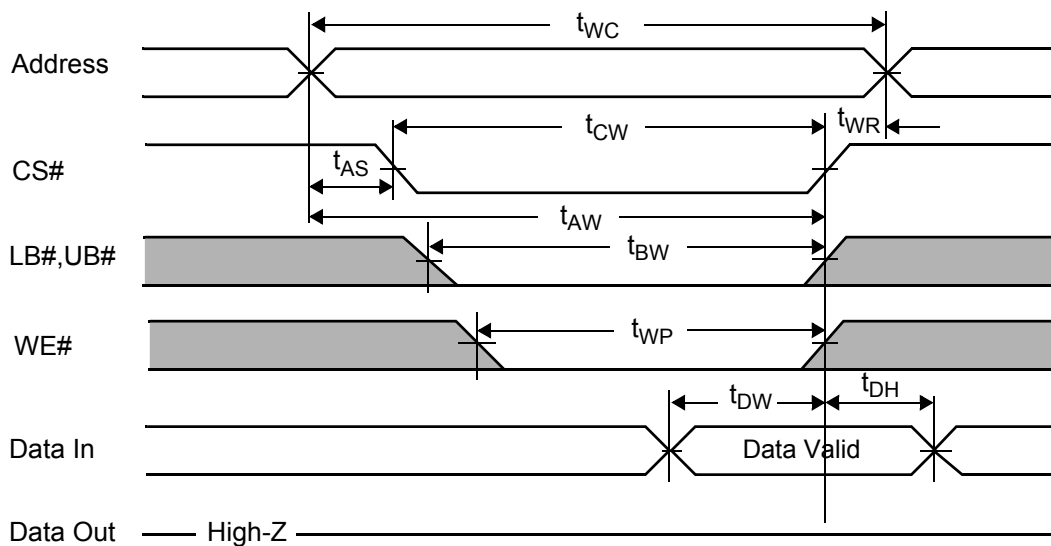 tWC
Address
tCW
tWR
CS#
tAS
tAW
LB#,UB#
tBW
WE#
tWP
tDW
tDH
Data In
Data Valid
Data Out
High-Z